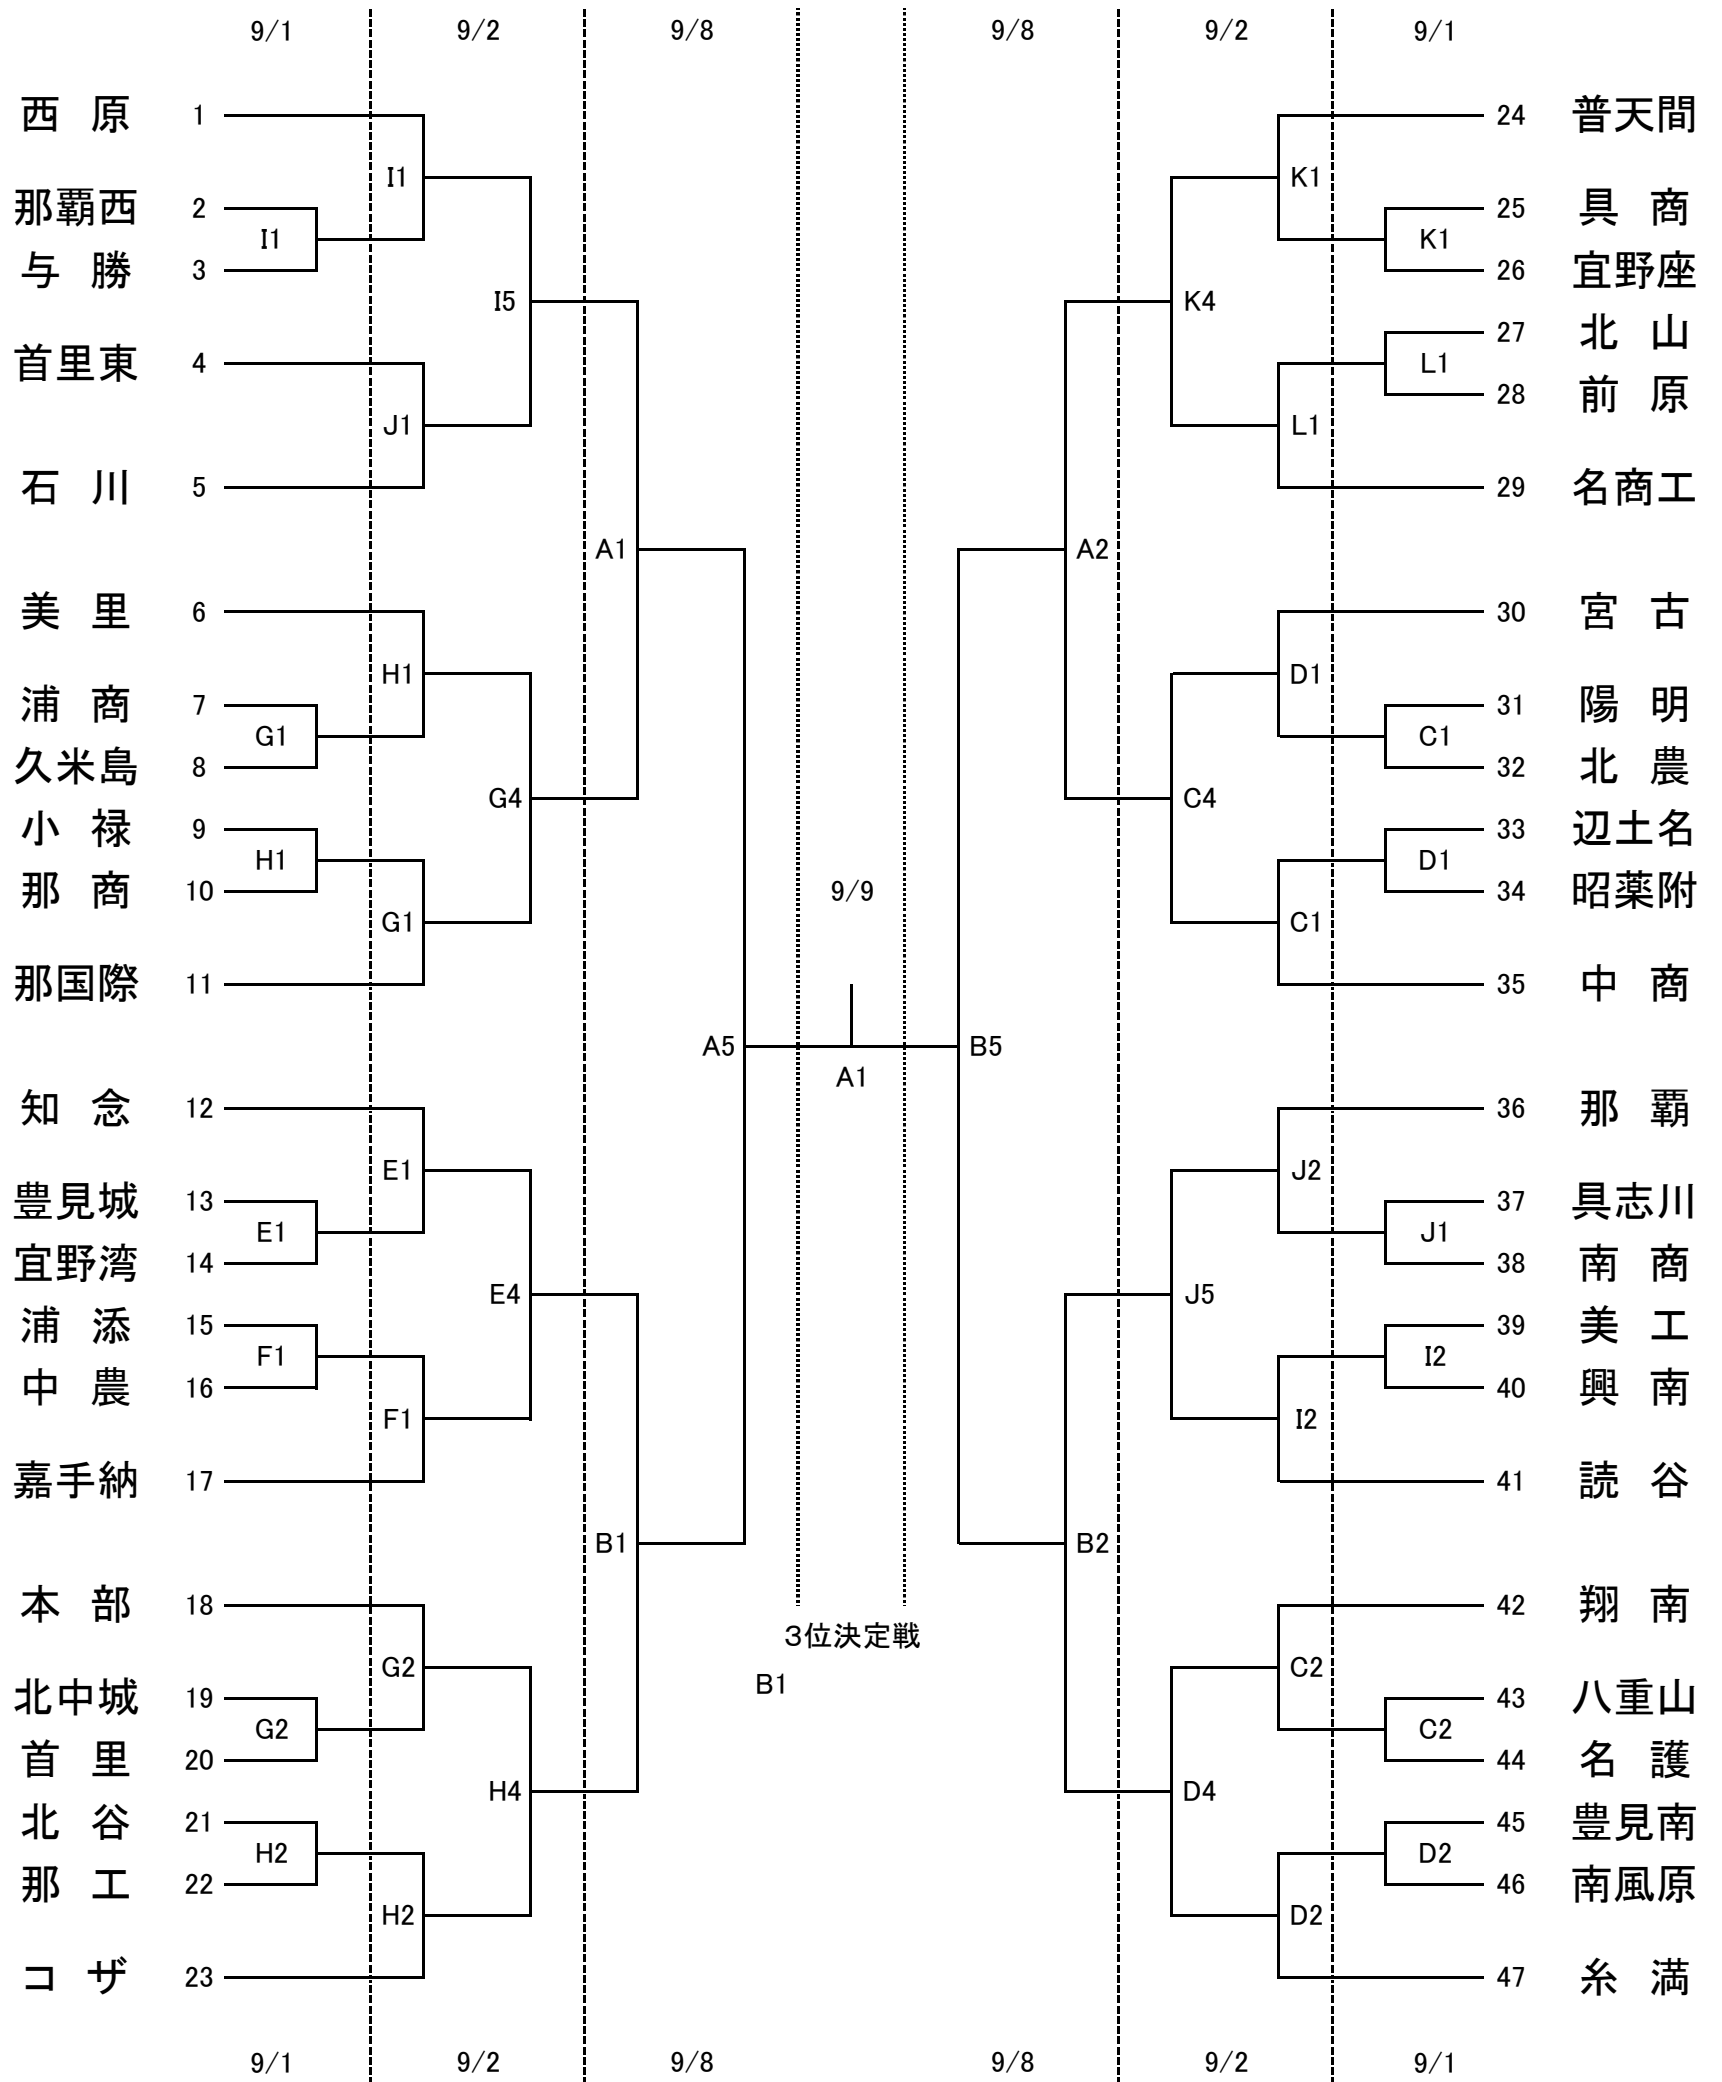 9/1 9/2 9/8 9/8 9/2 9/1
西 原 1 24 普天間
I1 K1
那覇西 2 25 具 商
I1 K1
与 勝 3 26 宜野座
I5 K4
首里東 4 27 北 山
L1
28 前 原
J1 L1
石 川 5 29 名商工
A1 A2
美 里 6 30 宮 古
H1 D1
浦 商 7 31 陽 明
G1 C1
久米島 8 32 北 農
G4 C4
小 禄 9 33 辺土名
H1 D1
那 商 10 9/9 34 昭薬附
G1 C1
那国際 11 35 中 商
A5 B5
A1
知 念 12 36 那 覇
E1 J2
豊見城 13 37 具志川
E1 J1
宜野湾 14 38 南 商
E4 J5
浦 添 15 39 美 工
F1 I2
中 農 16 40 興 南
F1 I2
嘉手納 17 41 読 谷
B1 B2
本 部 18 42 翔 南
3位決定戦
G2 C2
B1
北中城 19 43 八重山
G2 C2
首 里 20 44 名 護
H4 D4
北 谷 21 45 豊見南
H2 D2
那 工 22 46 南風原
H2 D2
コ ザ 23 47 糸 満
9/1 9/2 9/8 9/8 9/2 9/1